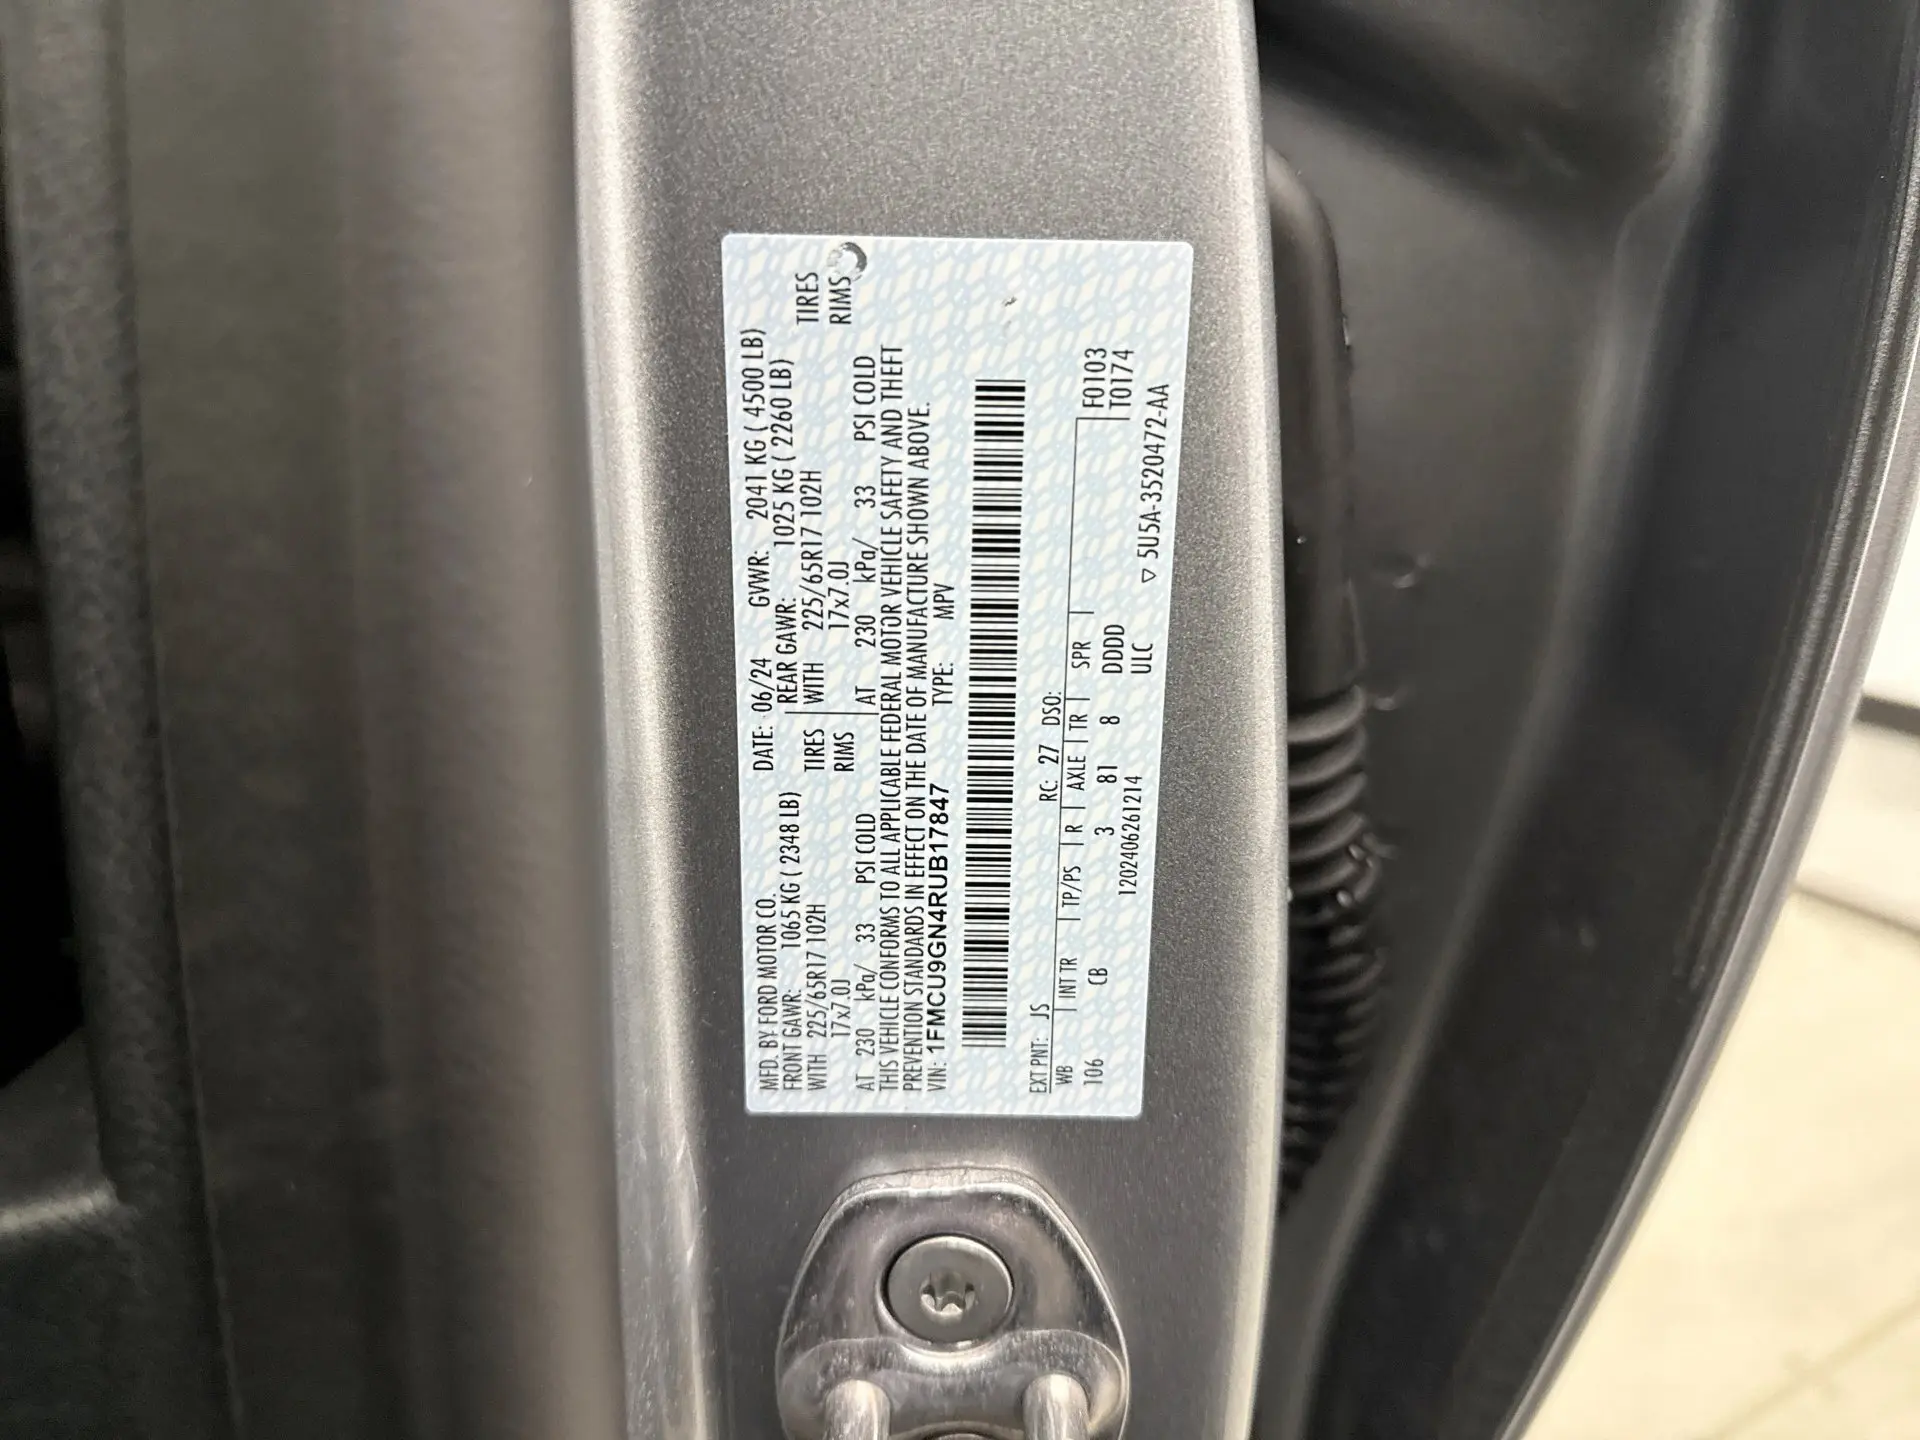 MFD. BY FORD MOTOR CO. DATE: 06/24 GVWR: 2041 KG ( 4500 LB)
FRONT GAWR: 1065 KG ( 2348 LB) REAR GAWR: 1025 KG ( 2260 LB)
WITH 225/65R17 102H TIRES WITH 225/65R17 102H TIRES
17x7.0J RIMS 17x7.0J RIMS
AT 230 kPa/ 33 PSI COLD AT 230 kPa/ 33 PSI COLD
THIS VEHICLE CONFORMS TO ALL APPLICABLE FEDERAL MOTOR VEHICLE SAFETY AND THEFT
PREVENTION STANDARDS IN EFFECT ON THE DATE OF MANUFACTURE SHOWN ABOVE.
VIN: 1FMCU9GN4RUB17847 TYPE: MPV
EXT PNT: JS RC: 27 DSO:
WB INT TR TP/PS R AXLE TR SPR F0103
106 CB 3 81 8 DDDD T0174
120240626 1214 ULC ▽ 5U5A-3520472-AA